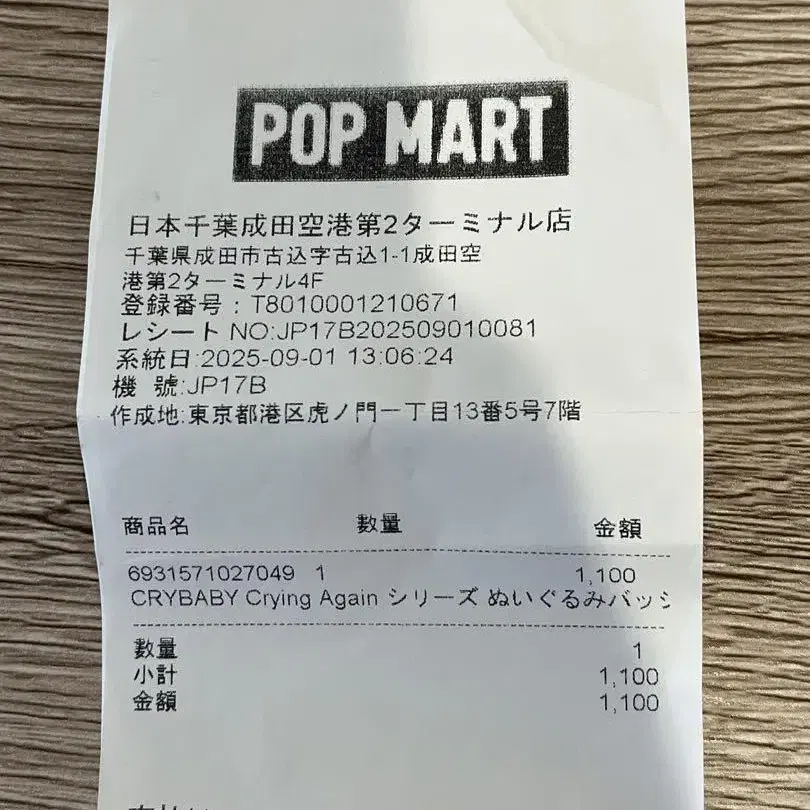 POP MART
日本千葉成田空港第2ターミナル店
千葉県成田市古込字古込1-1成田空
港第2ターミナル4F
登録番号：T8010001210671
レシート NO:JP17B202509010081
系統日:2025-09-01 13:06:24
機 號:JP17B
作成地:東京都港区虎ノ門一丁目13番5号7階
商品名 數量 金額
6931571027049 1 1,100
CRYBABY Crying Again シリーズ ぬいぐるみバッジ
數量 1
小計 1,100
金額 1,100